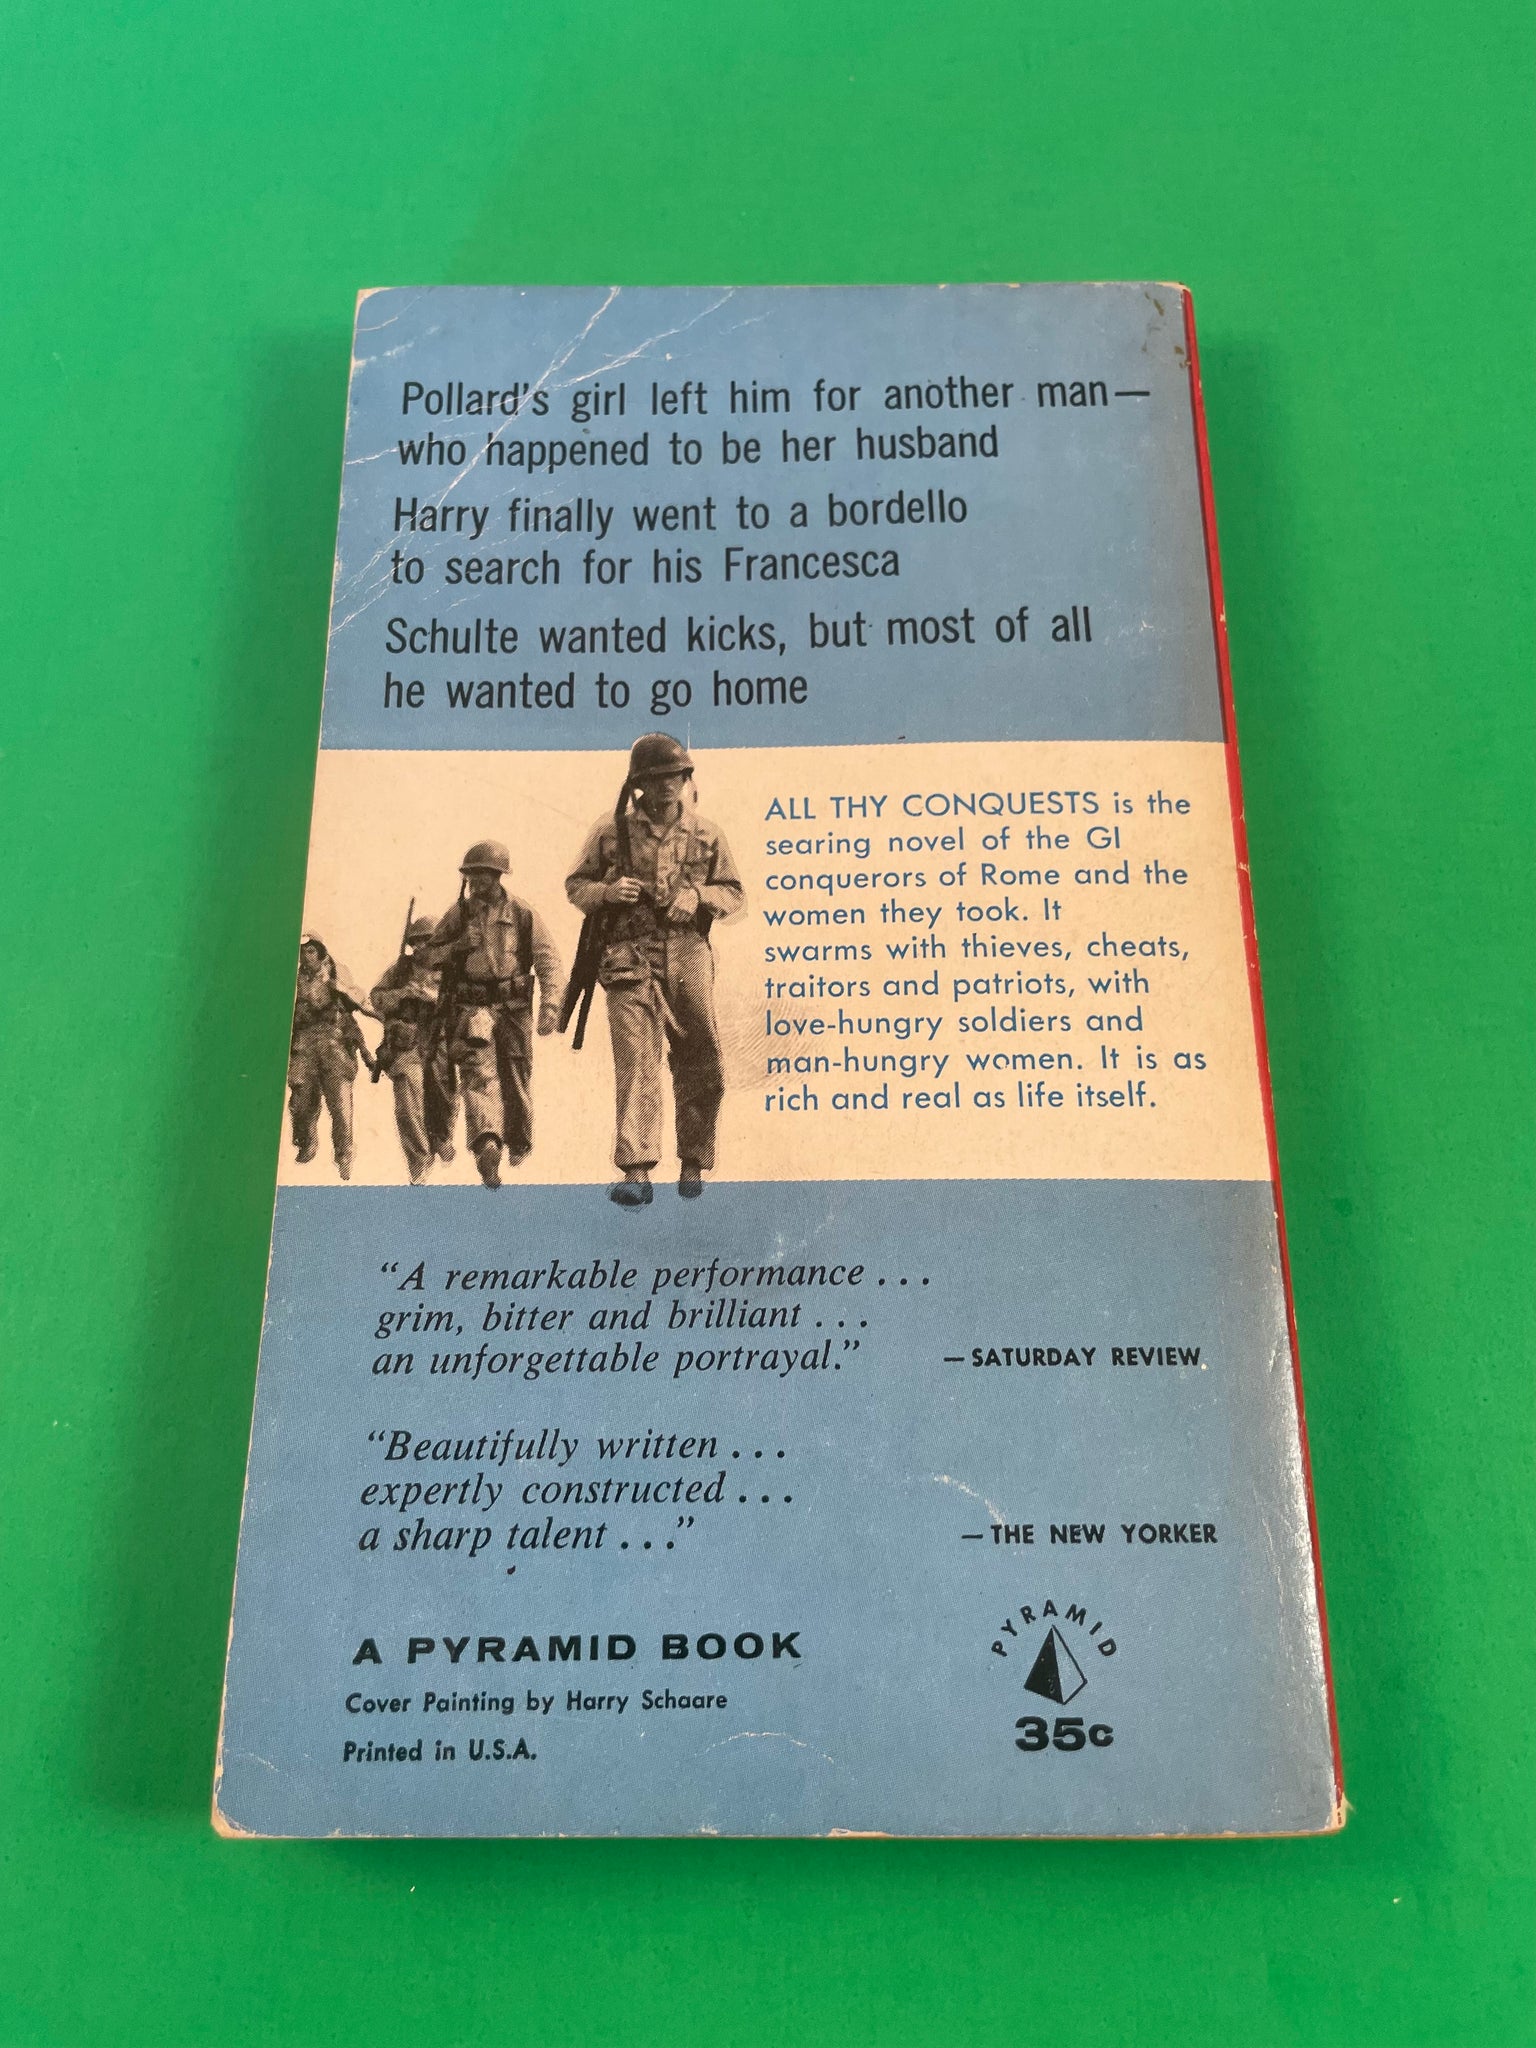 Pollard's girl left him for another man—
who happened to be her husband
Harry finally went to a bordello
to search for his Francesca
Schulte wanted kicks, but most of all
he wanted to go home
ALL THY CONQUESTS is the
searing novel of the GI
conquerors of Rome and the
women they took. It
swarms with thieves, cheats,
traitors and patriots, with
love-hungry soldiers and
man-hungry women. It is as
rich and real as life itself.
“A remarkable performance . . .
grim, bitter and brilliant . . .
an unforgettable portrayal.”
—SATURDAY REVIEW
“Beautifully written . . .
expertly constructed . . .
a sharp talent . . .”
—THE NEW YORKER
A PYRAMID BOOK
Cover Painting by Harry Schaare
Printed in U.S.A.
PYRAMID
35c